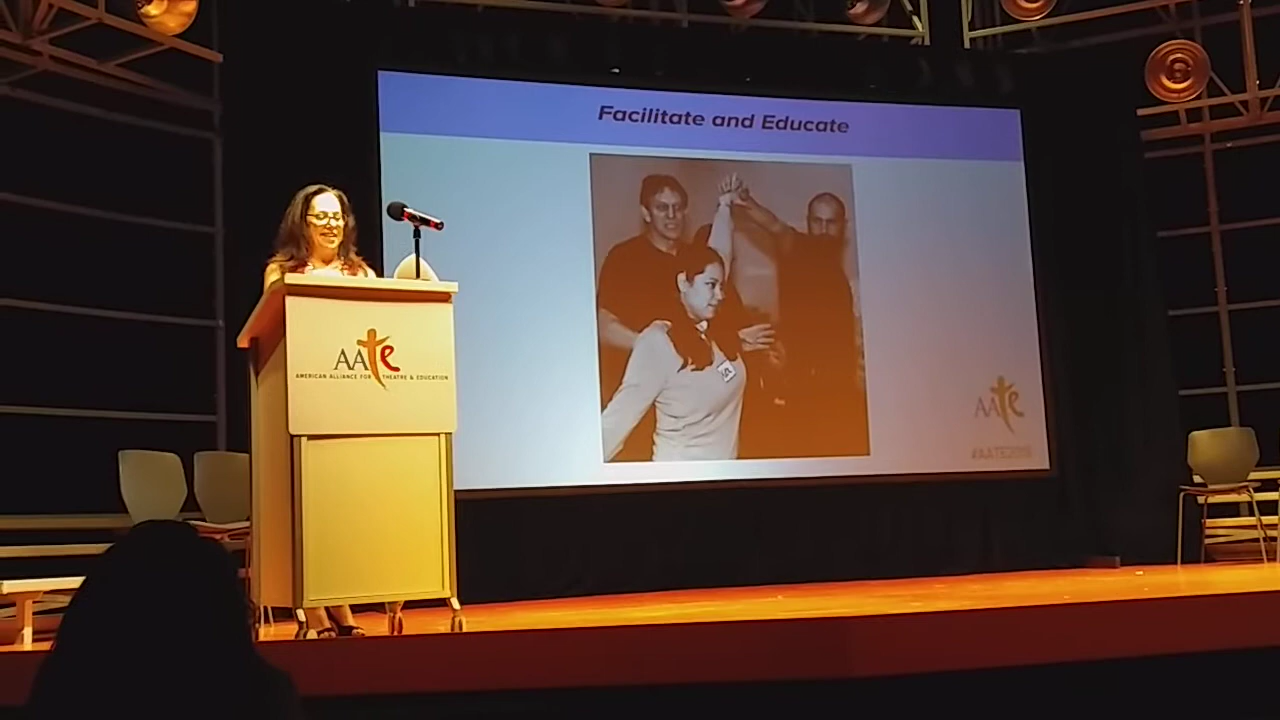 Facilitate and Educate
AATE
AMERICAN ALLIANCE FOR THEATRE & EDUCATION
AATE